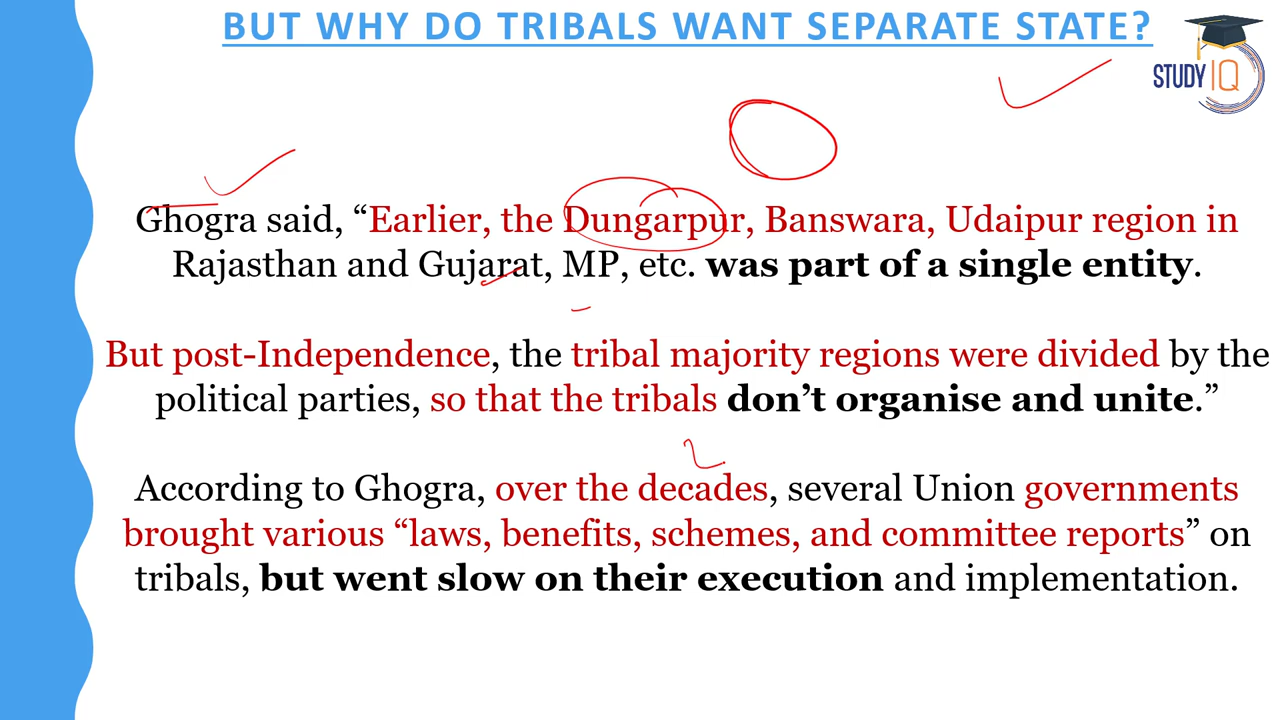 BUT WHY DO TRIBALS WANT SEPARATE STATE?
STUDY IQ
Ghogra said, “Earlier, the Dungarpur, Banswara, Udaipur region in
Rajasthan and Gujarat, MP, etc. was part of a single entity.
But post-Independence, the tribal majority regions were divided by the
political parties, so that the tribals don’t organise and unite.”
According to Ghogra, over the decades, several Union governments
brought various “laws, benefits, schemes, and committee reports” on
tribals, but went slow on their execution and implementation.